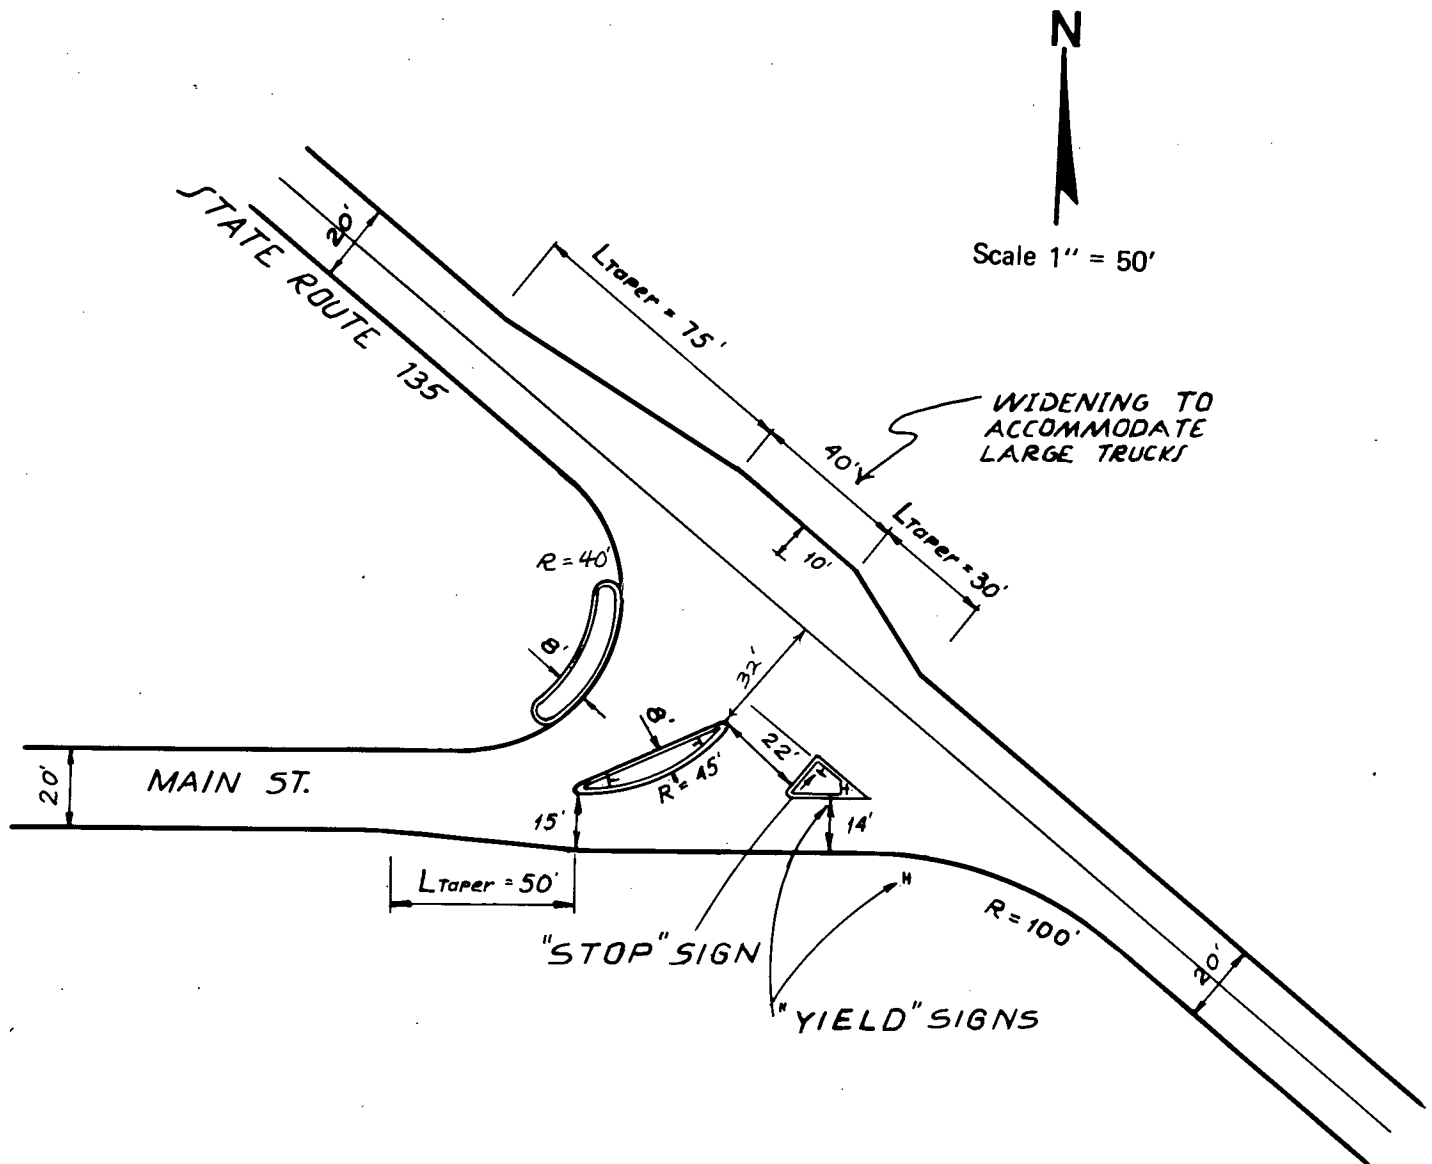 N
Scale 1" = 50'
STATE ROUTE 135
20'
LTaper = 75'
WIDENING TO
ACCOMMODATE
LARGE TRUCKS
40'
LTaper = 30'
10'
R = 40'
8'
32'
8'
R = 45'
22'
MAIN ST.
20'
15'
14'
LTaper = 50'
"STOP" SIGN
R = 100'
20'
"YIELD" SIGNS